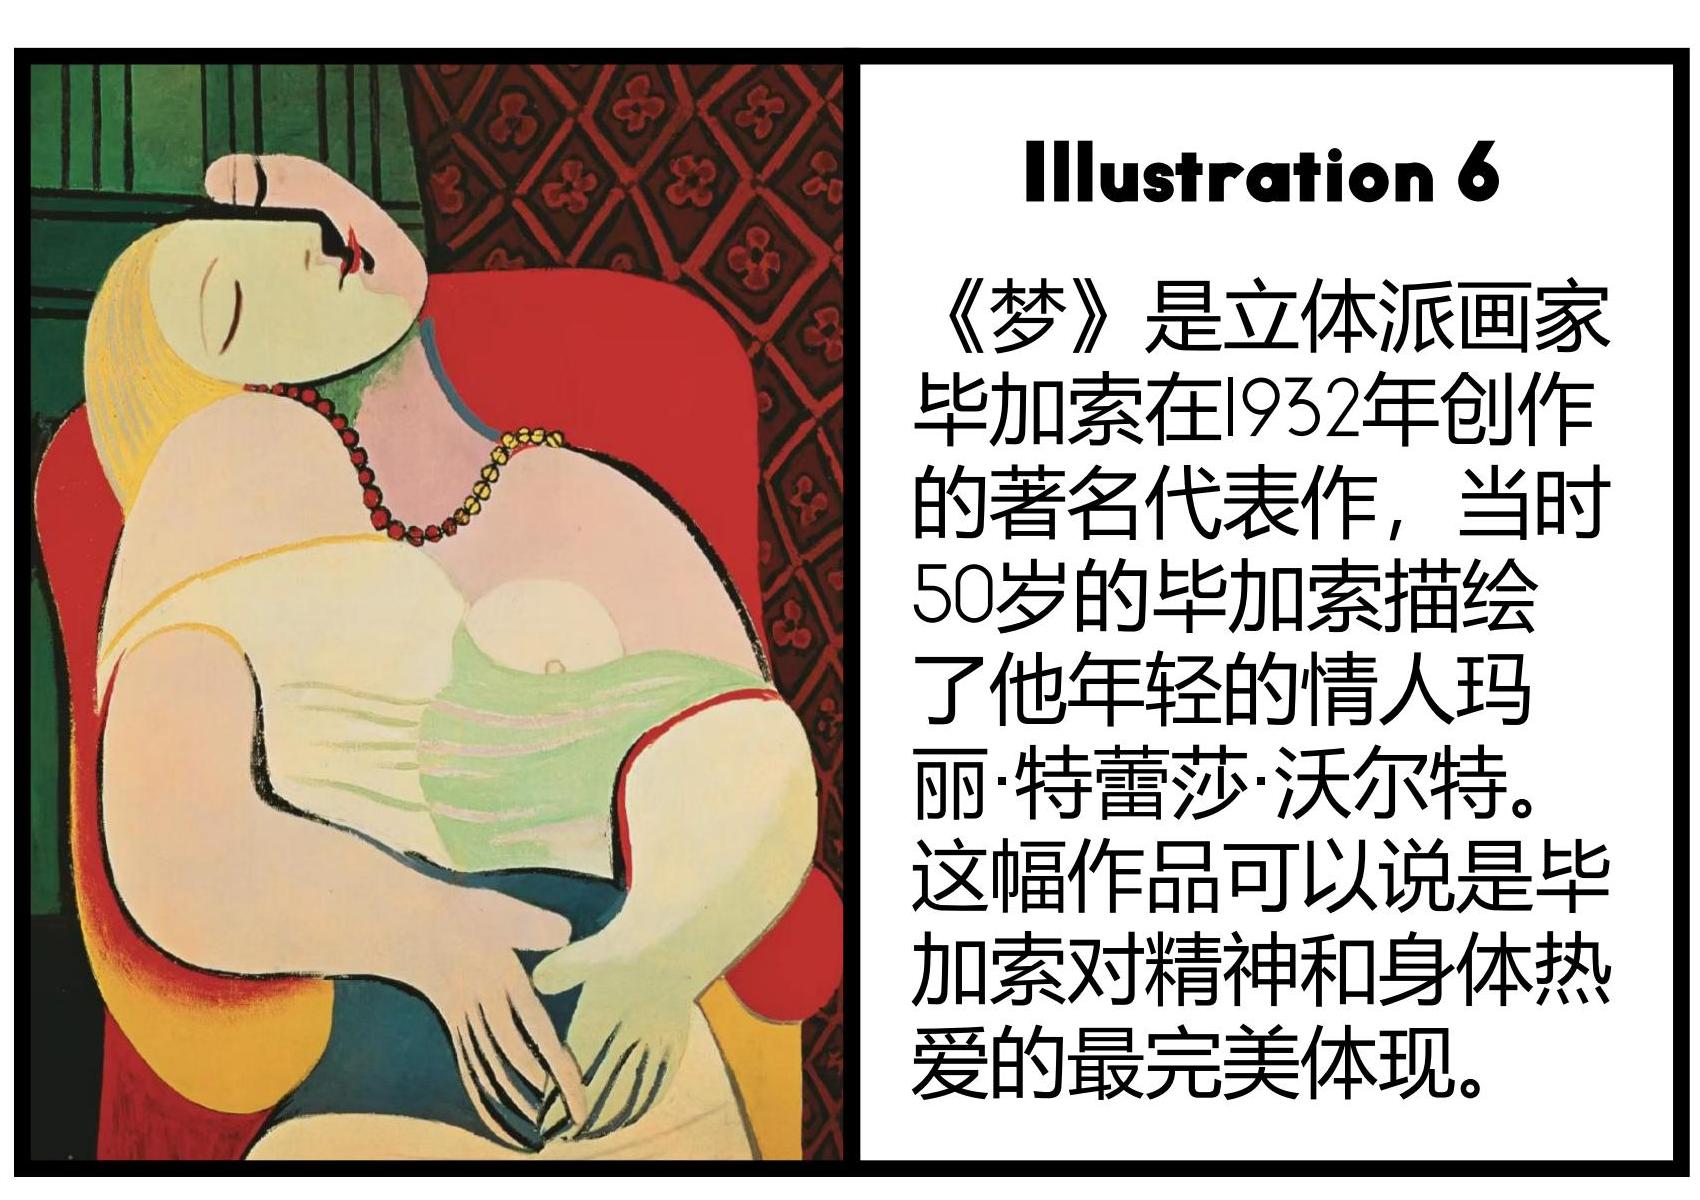 Illustration 6
《梦》是立体派画家
毕加索在1932年创作
的著名代表作，当时
50岁的毕加索描绘
了他年轻的情人玛
丽·特蕾莎·沃尔特。
这幅作品可以说是毕
加索对精神和身体热
爱的最完美体现。